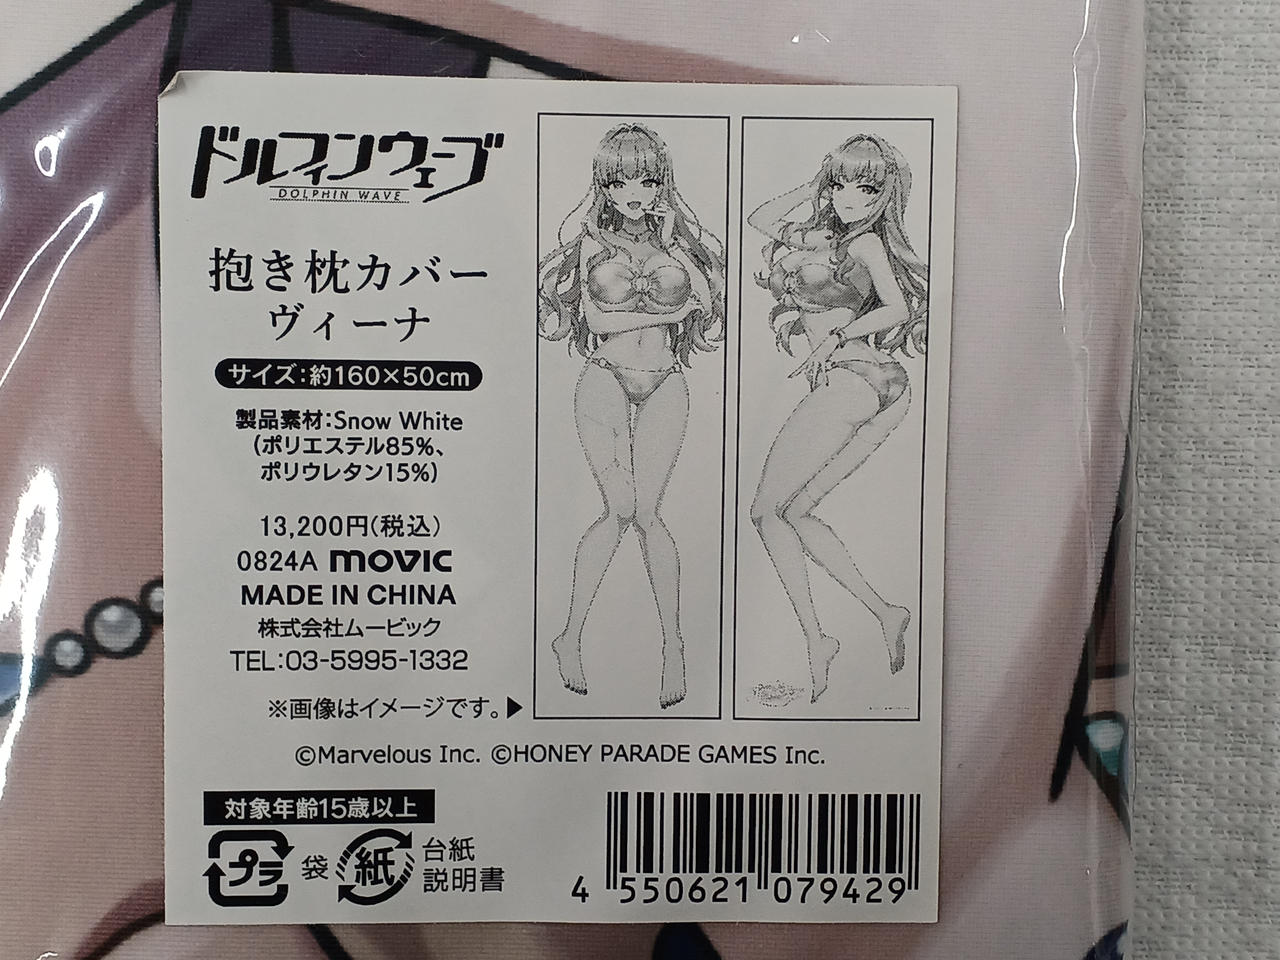 ドルフィンウェーブ
DOLPHIN WAVE
抱き枕カバー
ヴィーナ
サイズ:約160×50cm
製品素材:Snow White
(ポリエステル85%、
ポリウレタン15%)
13,200円(税込)
0824A movic
MADE IN CHINA
株式会社ムービック
TEL:03-5995-1332
※画像はイメージです。▶
©Marvelous Inc. ©HONEY PARADE GAMES Inc.
対象年齢15歳以上
プラ 袋 紙 台紙
説明書
4 550621 079429